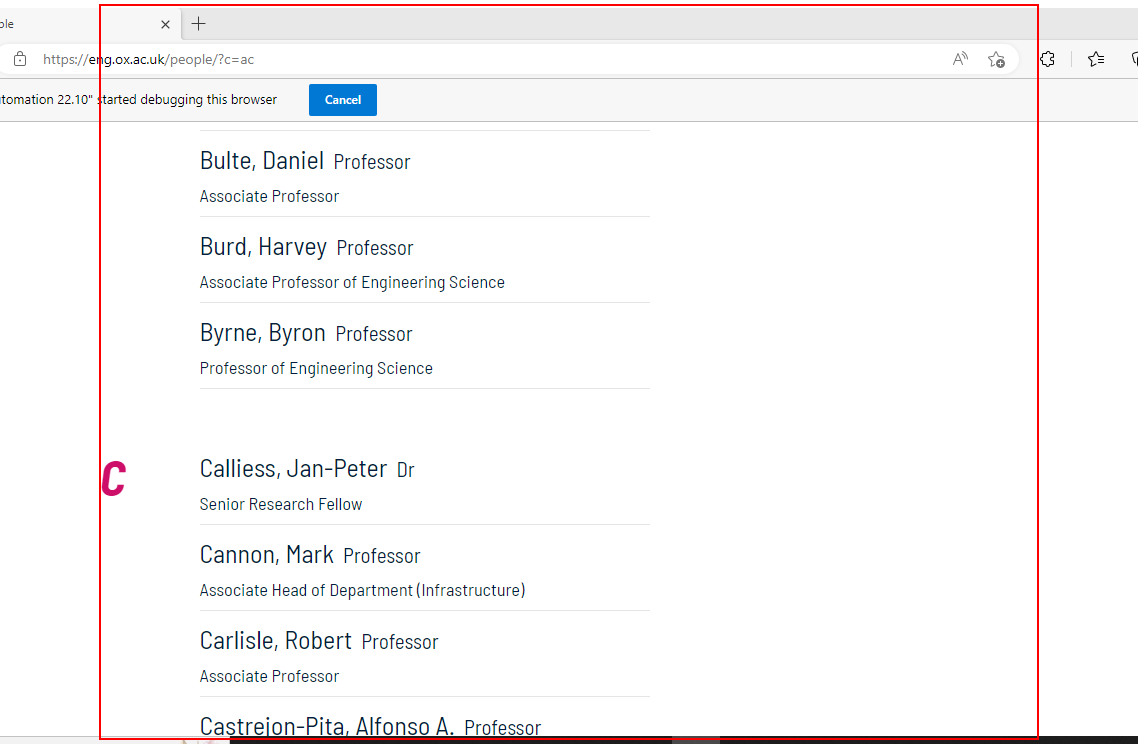 ple
https://eng.ox.ac.uk/people/?c=ac
tomation 22.10" started debugging this browser
Cancel
Bulte, Daniel Professor
Associate Professor
Burd, Harvey Professor
Associate Professor of Engineering Science
Byrne, Byron Professor
Professor of Engineering Science
C
Calliess, Jan-Peter Dr
Senior Research Fellow
Cannon, Mark Professor
Associate Head of Department (Infrastructure)
Carlisle, Robert Professor
Associate Professor
Castrejon-Pita, Alfonso A. Professor